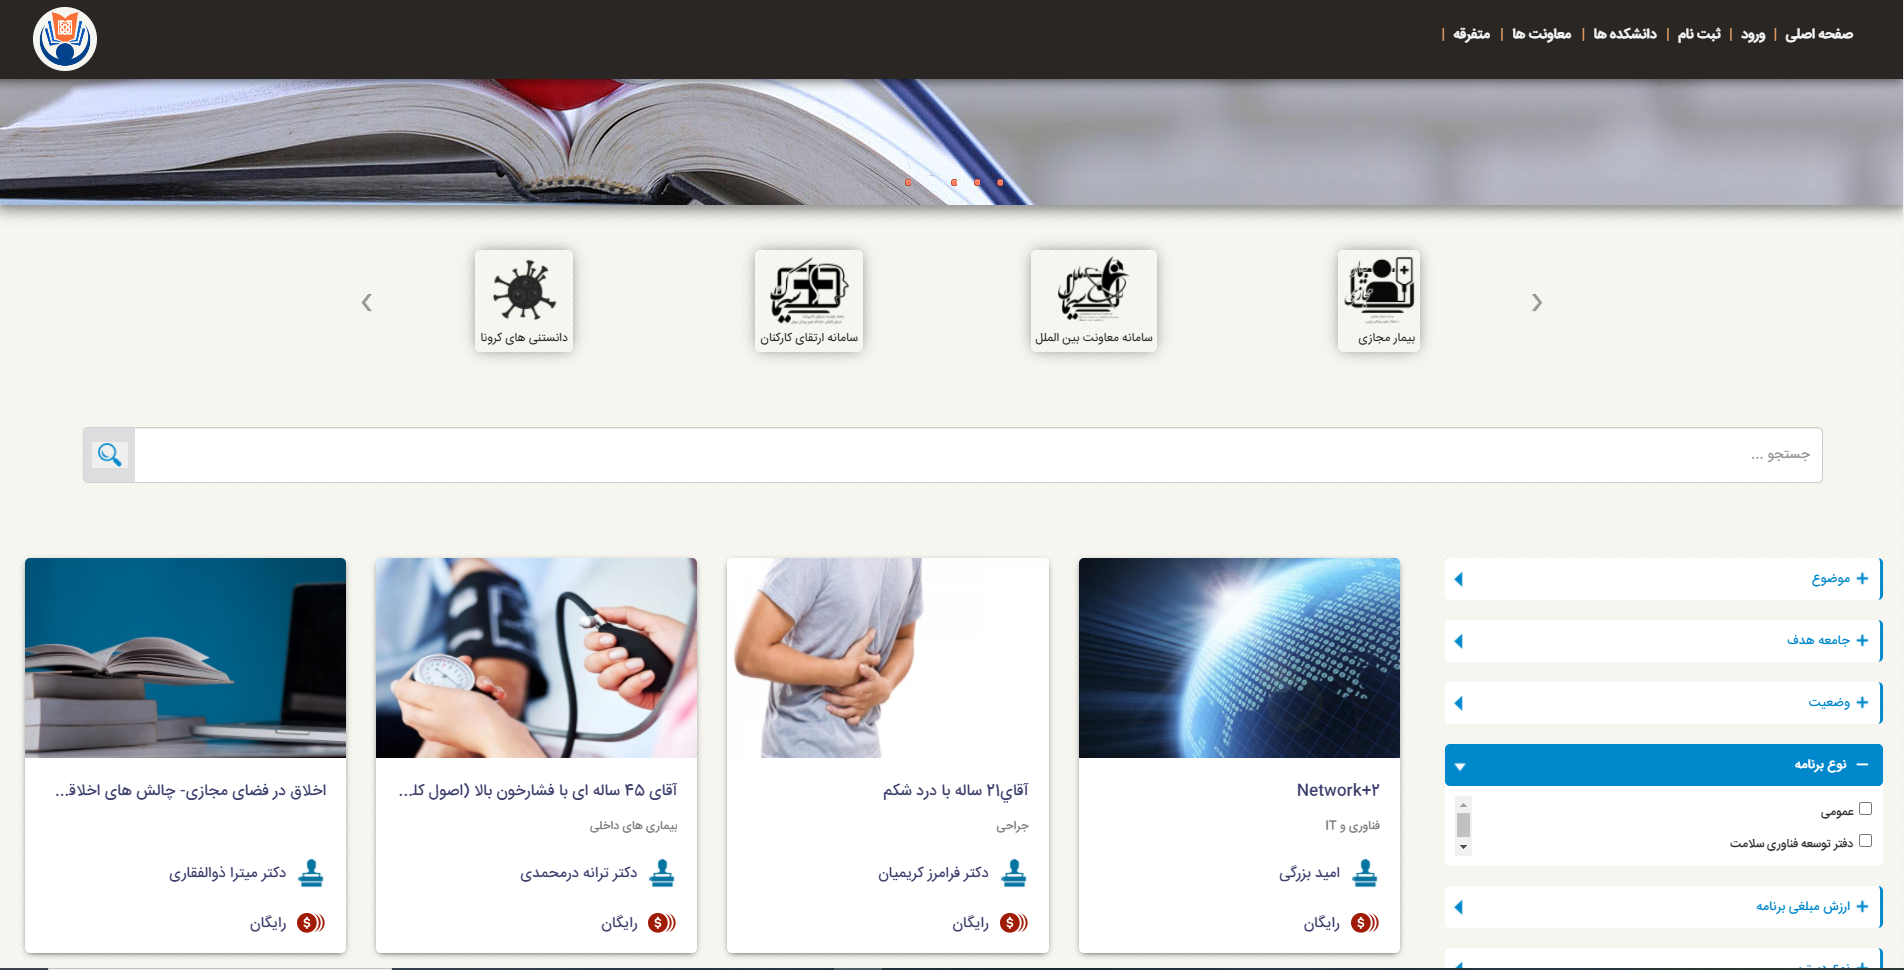 صفحه اصلی | ورود | ثبت نام | دانشکده ها | معاونت ها | متفرقه |
بیمار مجازی
سامانه معاونت بین الملل
سامانه ارتقای کارکنان
دانستنی های کرونا
جستجو ...
موضوع
جامعه هدف
وضعیت
نوع برنامه
عمومی
دفتر توسعه فناوری سلامت
ارزش مبلغی برنامه
Network+۲
فناوری و IT
امید بزرگی
رایگان
آقاي۲۱ ساله با درد شکم
جراحی
دکتر فرامرز کریمیان
رایگان
آقای ۴۵ ساله ای با فشارخون بالا (اصول کلـ...
بیماری های داخلی
دکتر ترانه درمحمدی
رایگان
اخلاق در فضای مجازی- چالش های اخلاقـ...
دکتر میترا ذوالفقاری
رایگان